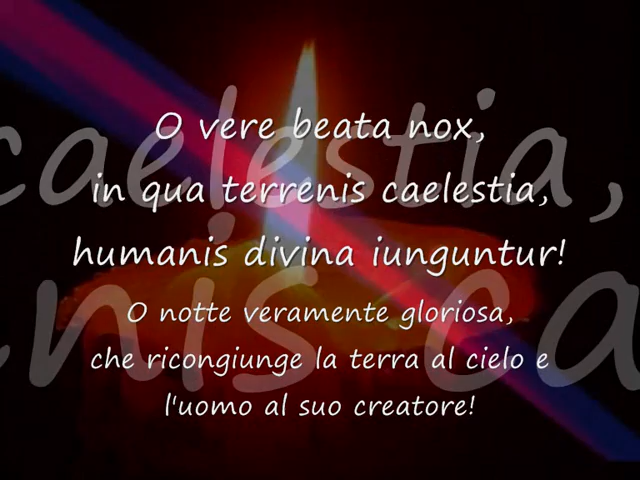 O vere beata nox,
in qua terrenis caelestia,
humanis divina iunguntur!
O notte veramente gloriosa,
che ricongiunge la terra al cielo e
l'uomo al suo creatore!
caelestia,